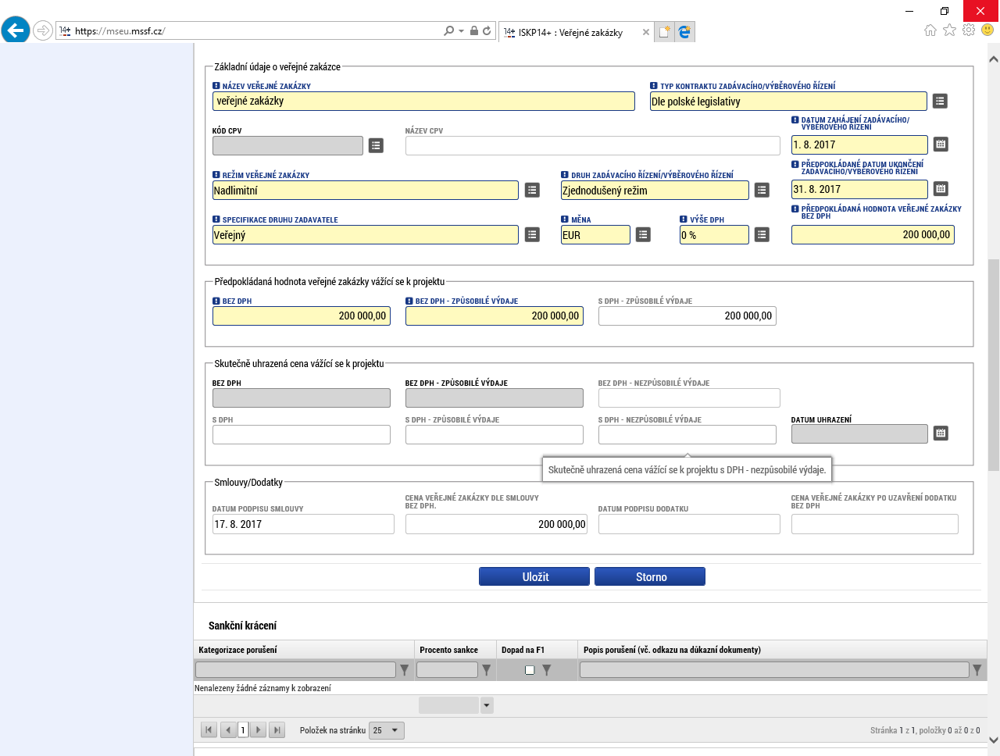 https://mseu.mssf.cz/
ISKP14+ : Veřejné zakázky
Základní údaje o veřejné zakázce
NÁZEV VEŘEJNÉ ZAKÁZKY
TYP KONTRAKTU ZADÁVACÍHO/VÝBĚROVÉHO ŘÍZENÍ
veřejné zakázky
Dle polské legislativy
KÓD CPV
NÁZEV CPV
DATUM ZAHÁJENÍ ZADÁVACÍHO/
VÝBĚROVÉHO ŘÍZENÍ
1. 8. 2017
REŽIM VEŘEJNÉ ZAKÁZKY
DRUH ZADÁVACÍHO ŘÍZENÍ/VÝBĚROVÉHO ŘÍZENÍ
PŘEDPOKLÁDANÉ DATUM UKONČENÍ
ZADÁVACÍHO/VÝBĚROVÉHO ŘÍZENÍ
Nadlimitní
Zjednodušený režim
31. 8. 2017
SPECIFIKACE DRUHU ZADAVATELE
MĚNA
VÝŠE DPH
PŘEDPOKLÁDANÁ HODNOTA VEŘEJNÉ ZAKÁZKY
BEZ DPH
Veřejný
EUR
0 %
200 000,00
Předpokládaná hodnota veřejné zakázky vážící se k projektu
BEZ DPH
BEZ DPH - ZPŮSOBILÉ VÝDAJE
S DPH - ZPŮSOBILÉ VÝDAJE
200 000,00
200 000,00
200 000,00
Skutečně uhrazená cena vážící se k projektu
BEZ DPH
BEZ DPH - ZPŮSOBILÉ VÝDAJE
BEZ DPH - NEZPŮSOBILÉ VÝDAJE
S DPH
S DPH - ZPŮSOBILÉ VÝDAJE
S DPH - NEZPŮSOBILÉ VÝDAJE
DATUM UHRAZENÍ
Skutečně uhrazená cena vážící se k projektu s DPH - nezpůsobilé výdaje.
Smlouvy/Dodatky
DATUM PODPISU SMLOUVY
CENA VEŘEJNÉ ZAKÁZKY DLE SMLOUVY
BEZ DPH.
DATUM PODPISU DODATKU
CENA VEŘEJNÉ ZAKÁZKY PO UZAVŘENÍ DODATKU
BEZ DPH
17. 8. 2017
200 000,00
Uložit
Storno
Sankční krácení
Kategorizace porušení
Procento sankce
Dopad na F1
Popis porušení (vč. odkazu na důkazní dokumenty)
Nenalezeny žádné záznamy k zobrazení
1
Položek na stránku
25
Stránka 1 z 1, položky 0 až 0 z 0